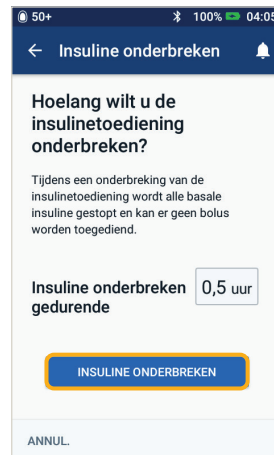 50+ 100% 04:05
Insuline onderbreken
Hoelang wilt u de
insulinetoediening
onderbreken?
Tijdens een onderbreking van de
insulinetoediening wordt alle basale
insuline gestopt en kan er geen bolus
worden toegediend.
Insuline onderbreken 0,5 uur
gedurende
INSULINE ONDERBREKEN
ANNUL.